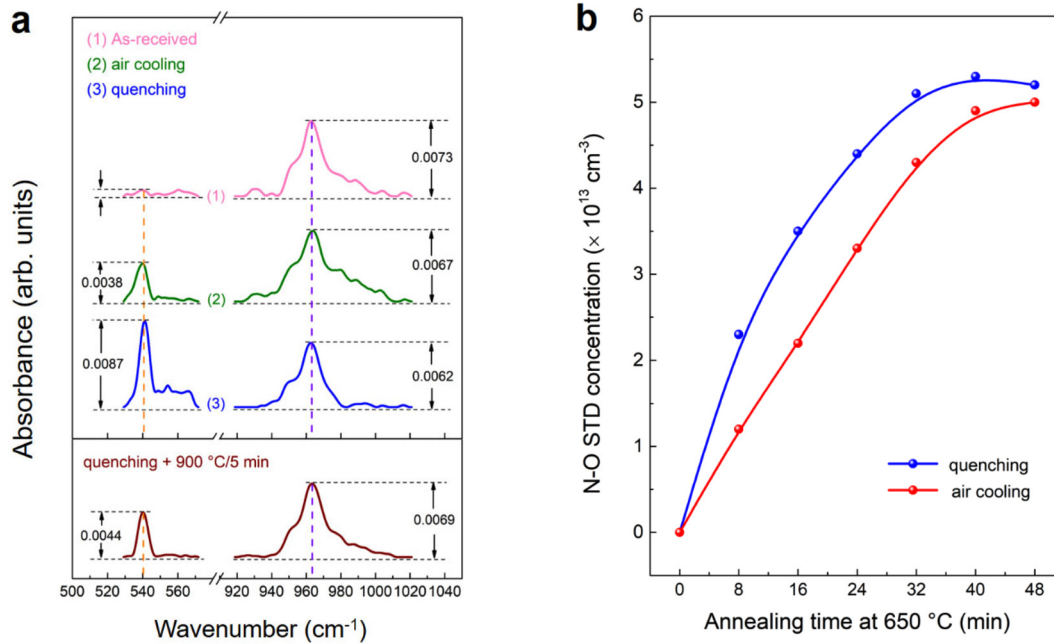 a
(1) As-received
(2) air cooling
(3) quenching
0.0073
(1)
0.0038
0.0067
(2)
0.0087
0.0062
(3)
quenching + 900 °C/5 min
0.0044
0.0069
500 520 540 560 920 940 960 980 1000 1020 1040
Wavenumber (cm⁻¹)
Absorbance (arb. units)
b
6
5
4
3
2
1
0
quenching
air cooling
0 8 16 24 32 40 48
Annealing time at 650 °C (min)
N-O STD concentration (× 10¹³ cm⁻³)